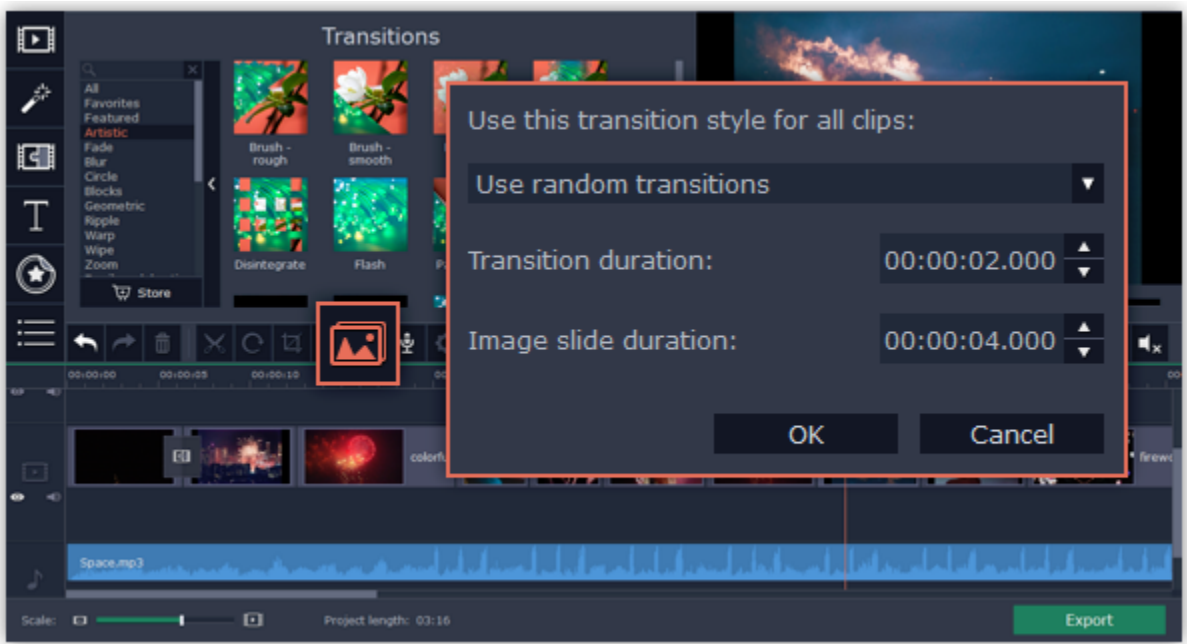 Transitions
All
Favorites
Featured
Artistic
Fade
Blur
Circle
Blocks
Geometric
Ripple
Warp
Wipe
Zoom
Store
Brush -
rough
Brush -
smooth
Disintegrate
Flash
Use this transition style for all clips:
Use random transitions
Transition duration:
00:00:02.000
Image slide duration:
00:00:04.000
OK
Cancel
T
00:00:00
00:00:05
00:00:10
Space.mp3
Scale:
Project length: 03:16
Export